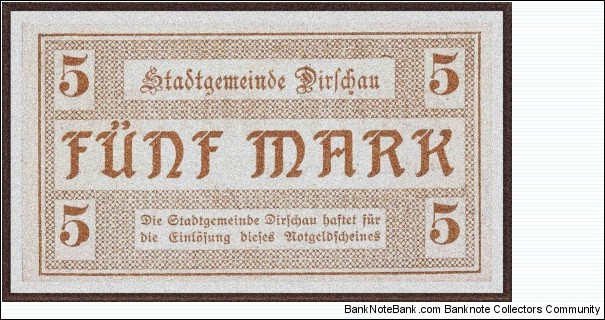 5 Stadtgemeinde Dirſchau 5
FÜNF MARK
5 Die Stadtgemeinde Dirſchau haftet für 5
die Einlöſung dieſes Notgeldſcheines
BankNoteBank.com - Banknote Collectors Community